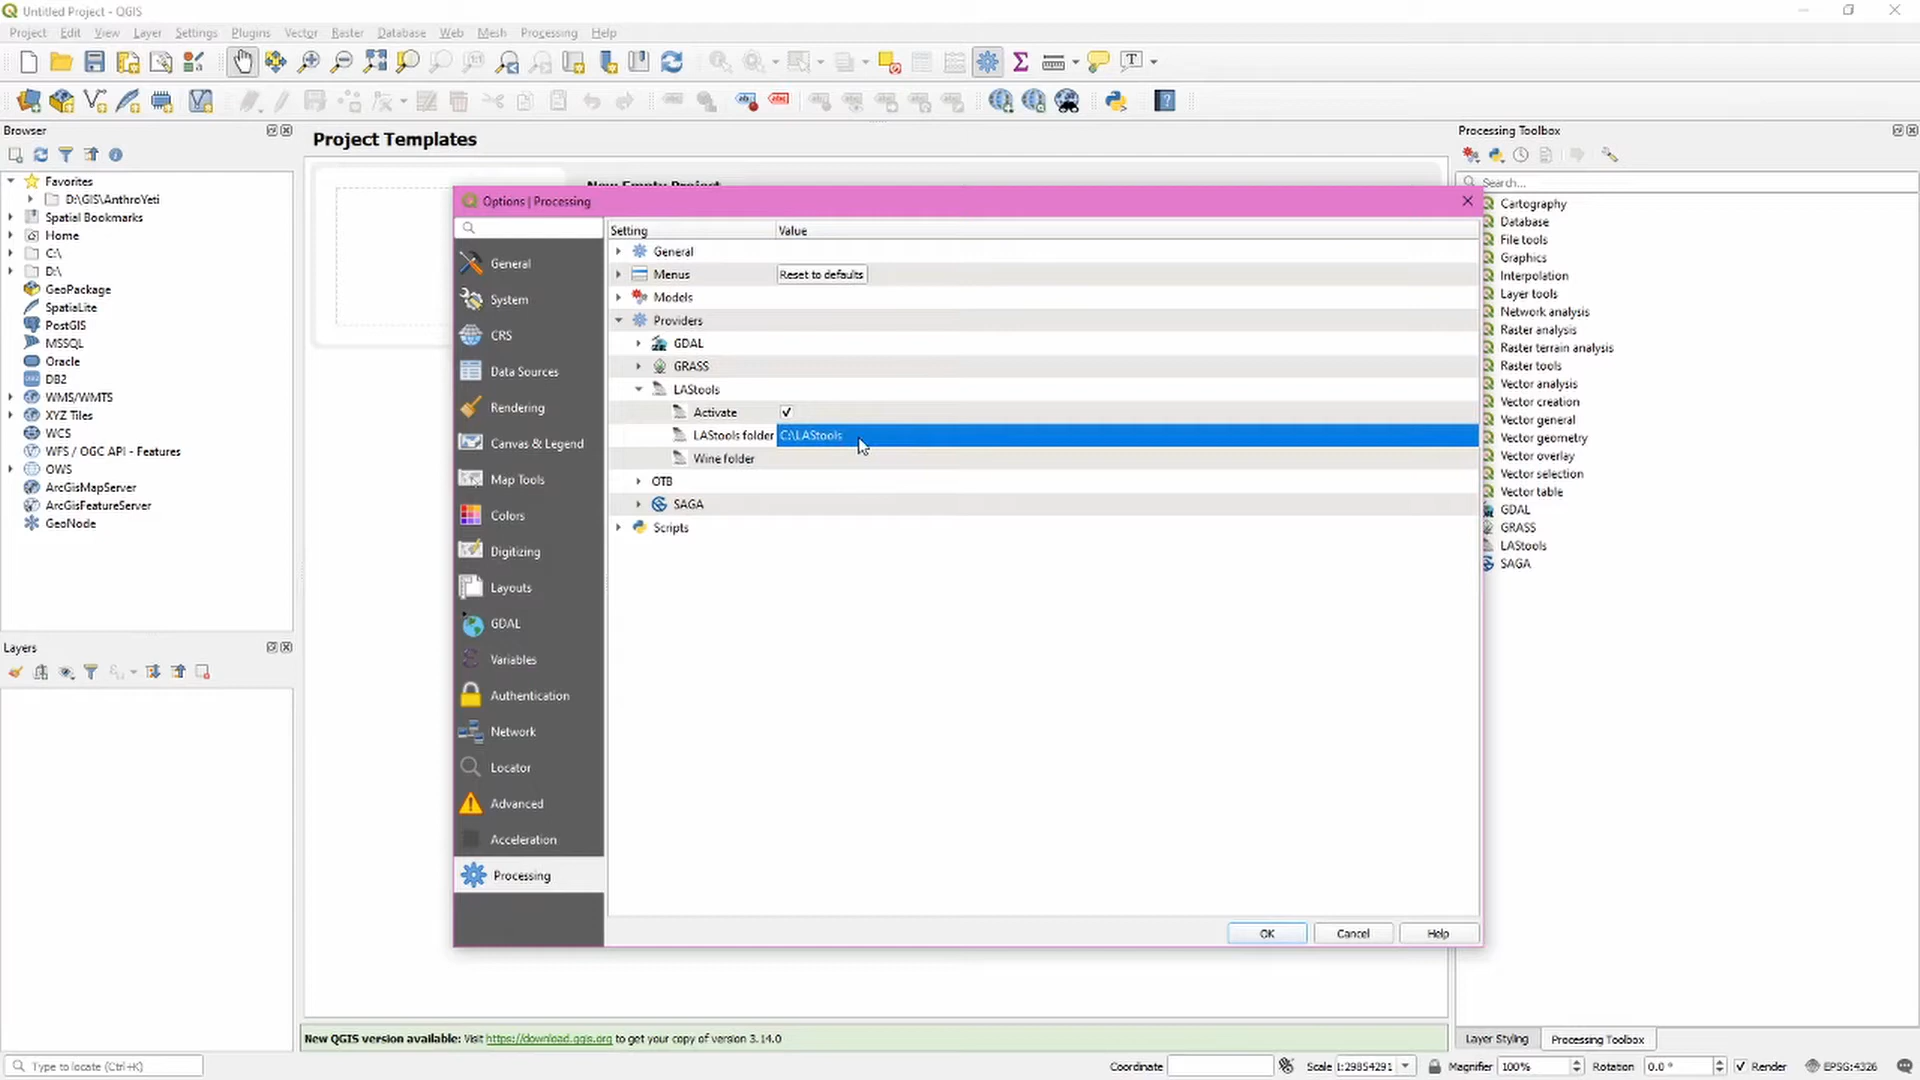 Untitled Project - QGIS
Project Edit View Layer Settings Plugins Vector Raster Database Web Mesh Processing Help
Browser
Favorites
D:\GIS\AnthroYeti
Spatial Bookmarks
Home
C:\
D:\
GeoPackage
SpatiaLite
PostGIS
MSSQL
Oracle
DB2
WMS/WMTS
XYZ Tiles
WCS
WFS / OGC API - Features
OWS
ArcGisMapServer
ArcGisFeatureServer
GeoNode
Layers
Type to locate (Ctrl+K)
Project Templates
New Empty Project
Options | Processing
General
System
CRS
Data Sources
Rendering
Canvas & Legend
Map Tools
Colors
Digitizing
Layouts
GDAL
Variables
Authentication
Network
Locator
Advanced
Acceleration
Processing
Setting Value
General
Menus Reset to defaults
Models
Providers
GDAL
GRASS
LAStools
Activate
LAStools folder C:\LAStools
Wine folder
OTB
SAGA
Scripts
OK Cancel Help
Processing Toolbox
Search...
Cartography
Database
File tools
Graphics
Interpolation
Layer tools
Network analysis
Raster analysis
Raster terrain analysis
Raster tools
Vector analysis
Vector creation
Vector general
Vector geometry
Vector overlay
Vector selection
Vector table
GDAL
GRASS
LAStools
SAGA
New QGIS version available: Visit https://download.qgis.org to get your copy of version 3.14.0
Layer Styling Processing Toolbox
Coordinate Scale 1:29854291 Magnifier 100% Rotation 0.0 ° Render EPSG:4326